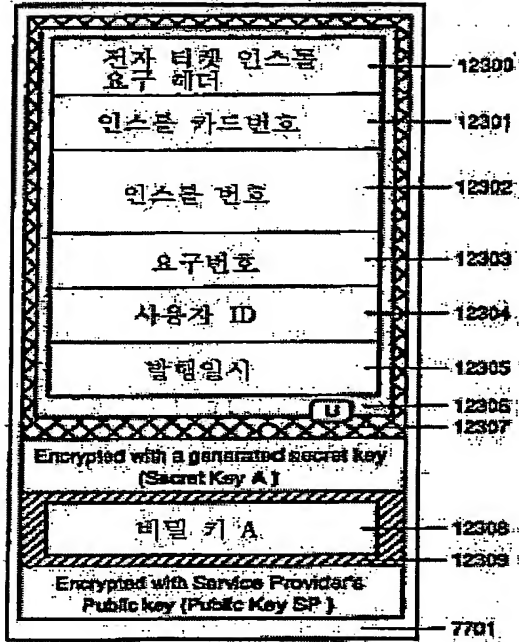 전자 티켓 인스톨
요구 헤더
12300
인스톨 카드번호
12301
인스톨 번호
12302
요구번호
12303
사용자 ID
12304
발행일시
12305
U
12306
12307
Encrypted with a generated secret key
(Secret Key A )
비밀 키 A
12308
12309
Encrypted with Service Provider's
Public key (Public Key SP )
7701